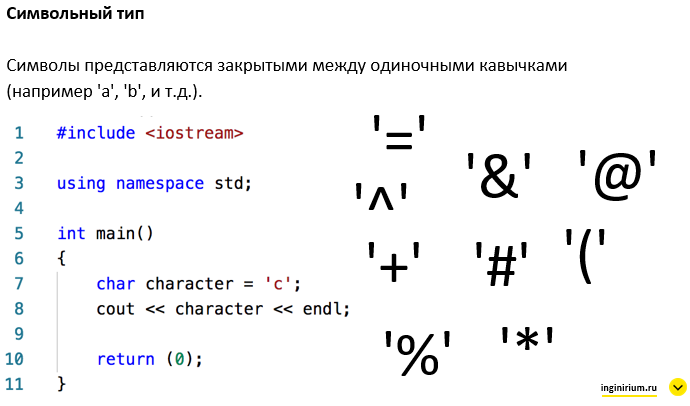 Символьный тип
Символы представляются закрытыми между одиночными кавычками
(например 'a', 'b', и т.д.).
1 #include <iostream>
2
3 using namespace std;
4
5 int main()
6 {
7 char character = 'c';
8 cout << character << endl;
9
10 return (0);
11 }
'='
'&' '@'
'^'
'+' '#' '('
'%' '*'
inginirium.ru